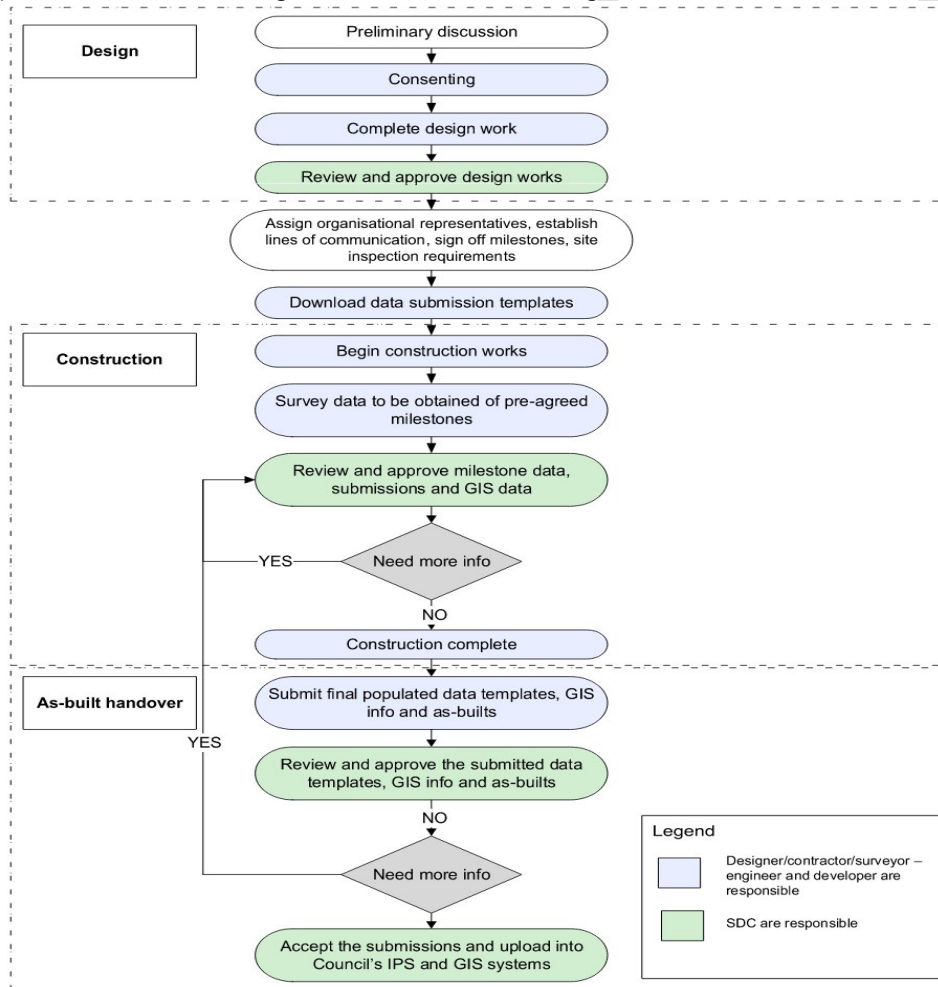 Design
Preliminary discussion
Consenting
Complete design work
Review and approve design works
Assign organisational representatives, establish
lines of communication, sign off milestones, site
inspection requirements
Download data submission templates
Construction
Begin construction works
Survey data to be obtained of pre-agreed
milestones
Review and approve milestone data,
submissions and GIS data
Need more info
YES
NO
Construction complete
As-built handover
Submit final populated data templates, GIS
info and as-builts
YES
Review and approve the submitted data
templates, GIS info and as-builts
NO
Need more info
Accept the submissions and upload into
Council's IPS and GIS systems
Legend
Designer/contractor/surveyor –
engineer and developer are
responsible
SDC are responsible